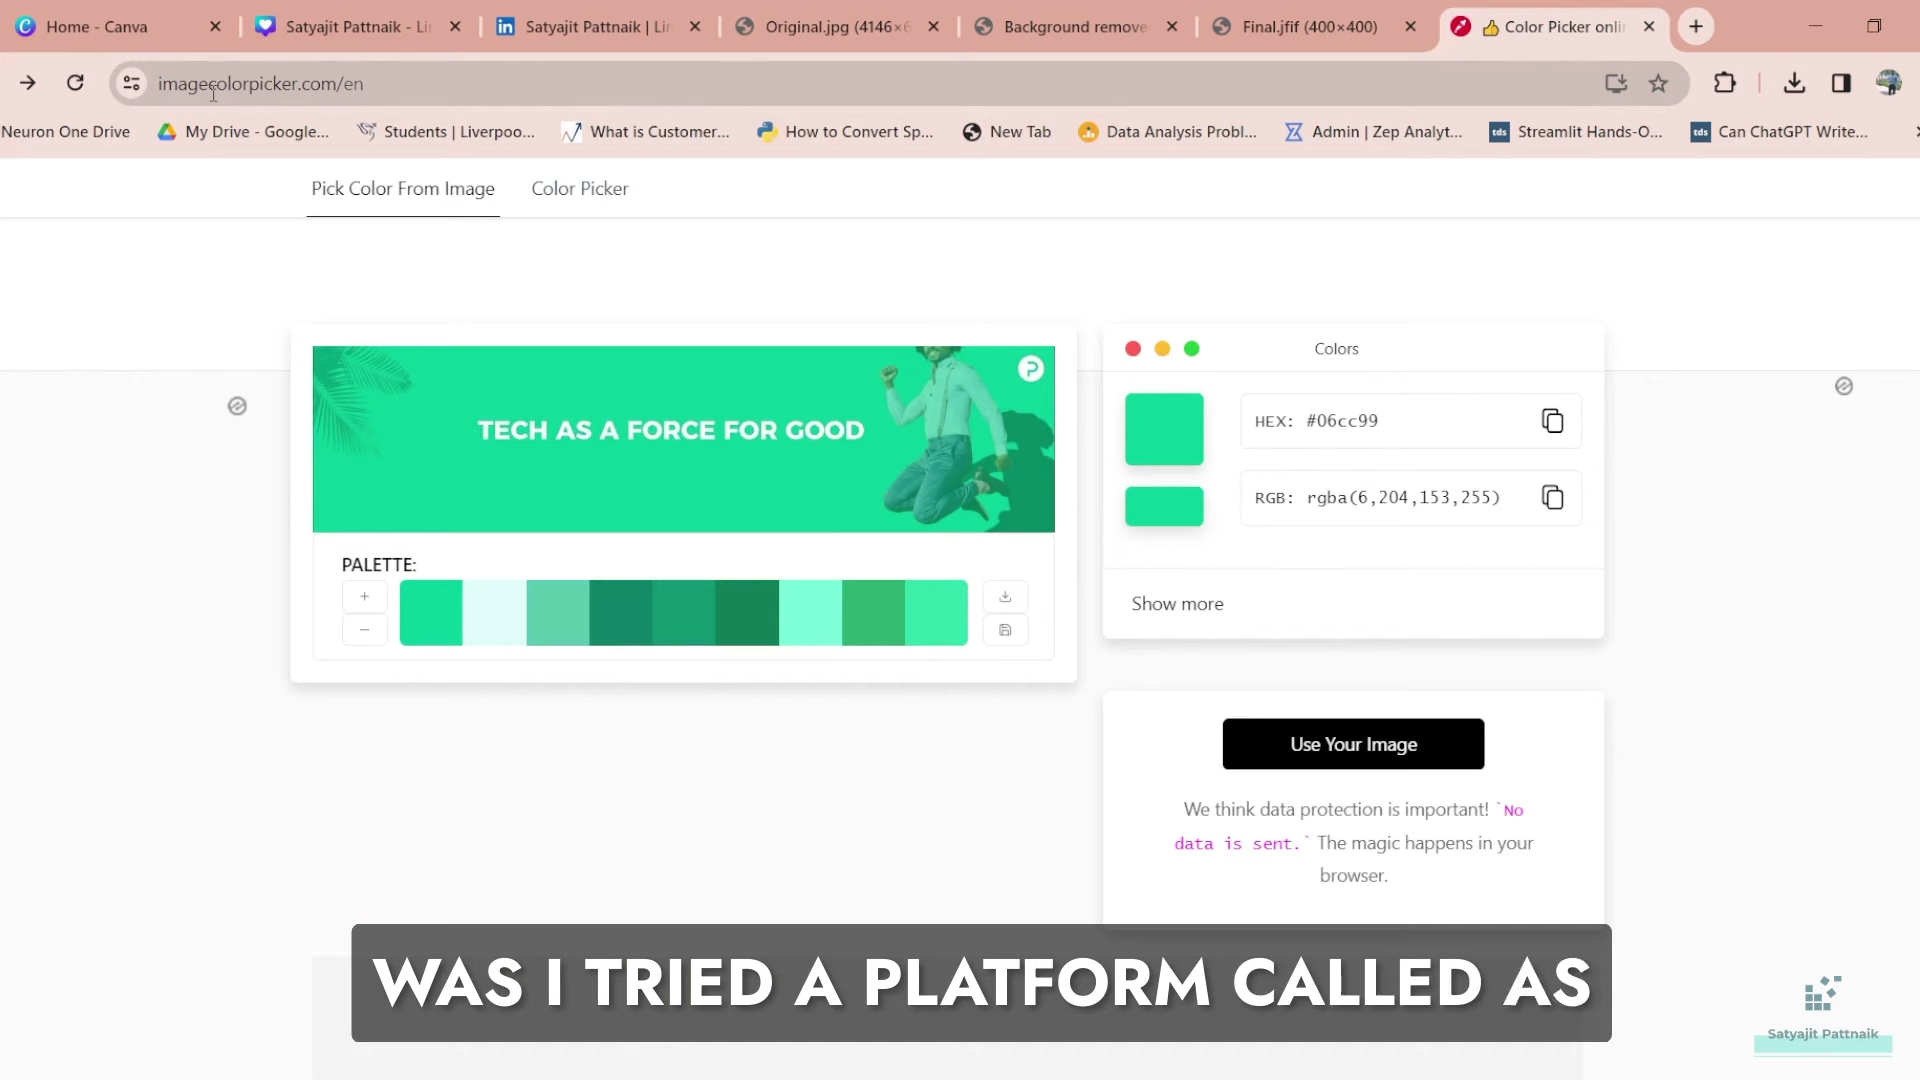 Home - Canva
Satyajit Pattnaik - Li
Satyajit Pattnaik | Lin
Original.jpg (4146×6
Background remove
Final.jfif (400×400)
👍 Color Picker onli
imagecolorpicker.com/en
Neuron One Drive
My Drive - Google...
Students | Liverpoo...
What is Customer...
How to Convert Sp...
New Tab
Data Analysis Probl...
Admin | Zep Analyt...
tds Streamlit Hands-O...
tds Can ChatGPT Write...
Pick Color From Image
Color Picker
TECH AS A FORCE FOR GOOD
PALETTE:
Colors
HEX: #06cc99
RGB: rgba(6,204,153,255)
Show more
Use Your Image
We think data protection is important! `No
data is sent.` The magic happens in your
browser.
WAS I TRIED A PLATFORM CALLED AS
Satyajit Pattnaik